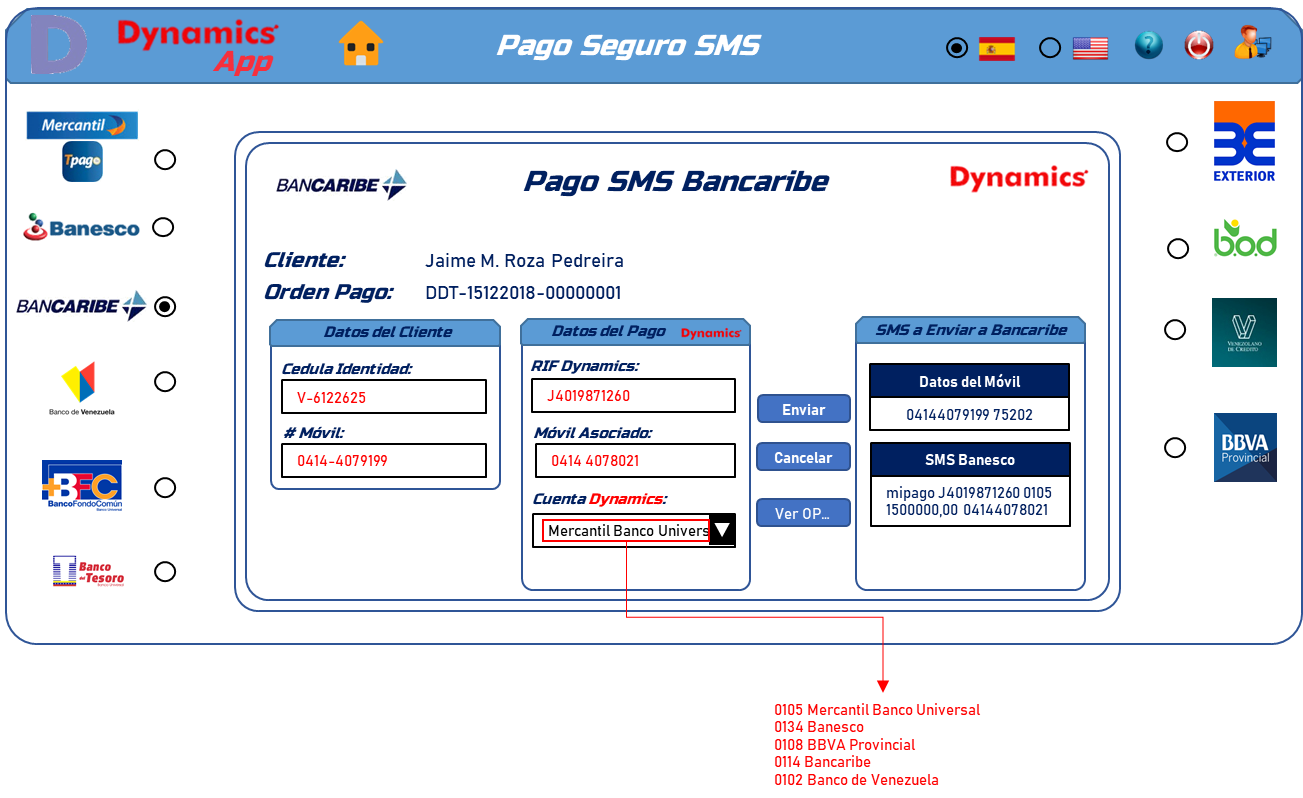 D
Dynamics
App
Pago Seguro SMS
?
Mercantil
Tpago
Banesco
BANCARIBE
Banco de Venezuela
BFC
BancoFondoComún
Banco Universal
Banco
del Tesoro
Banco Universal
BANCARIBE
Pago SMS Bancaribe
Dynamics
Cliente:
Jaime M. Roza Pedreira
Orden Pago:
DDT-15122018-00000001
Datos del Cliente
Cedula Identidad:
V-6122625
# Móvil:
0414-4079199
Datos del Pago Dynamics
RIF Dynamics:
J4019871260
Móvil Asociado:
0414 4078021
Cuenta Dynamics:
Mercantil Banco Univers
Enviar
Cancelar
Ver OP...
SMS a Enviar a Bancaribe
Datos del Móvil
04144079199 75202
SMS Banesco
mipago J4019871260 0105
1500000,00 04144078021
EXTERIOR
b.o.d
VENEZOLANO
DE CRÉDITO
BBVA
Provincial
0105 Mercantil Banco Universal
0134 Banesco
0108 BBVA Provincial
0114 Bancaribe
0102 Banco de Venezuela